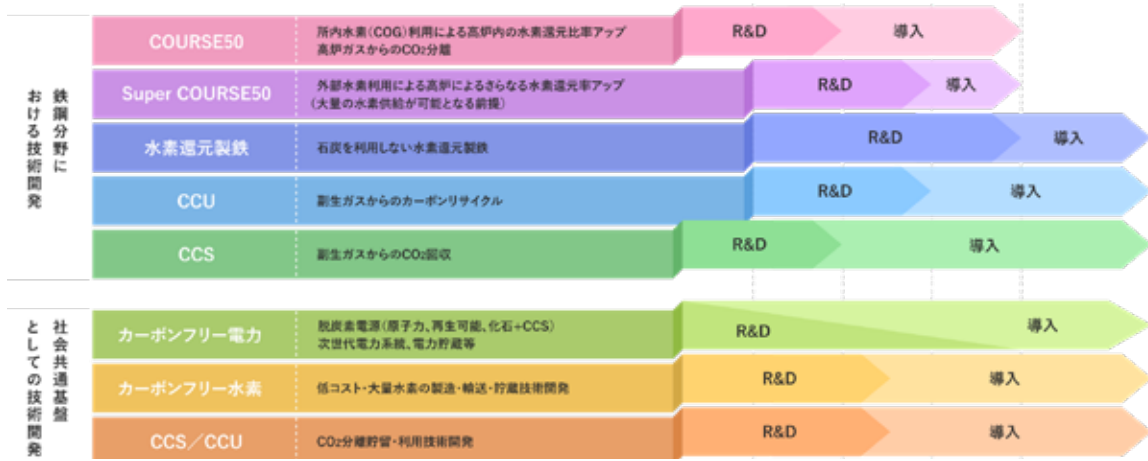 鉄鋼分野に
おける技術開発
COURSE50
所内水素(COG)利用による高炉内の水素還元比率アップ
高炉ガスからのCO₂分離
R&D
導入
Super COURSE50
外部水素利用による高炉によるさらなる水素還元率アップ
(大量の水素供給が可能となる前提)
R&D
導入
水素還元製鉄
石炭を利用しない水素還元製鉄
R&D
導入
CCU
副生ガスからのカーボンリサイクル
R&D
導入
CCS
副生ガスからのCO₂回収
R&D
導入
社会共通基盤
としての技術開発
カーボンフリー電力
脱炭素電源(原子力、再生可能、化石+CCS)
次世代電力系統、電力貯蔵等
R&D
導入
カーボンフリー水素
低コスト・大量水素の製造・輸送・貯蔵技術開発
R&D
導入
CCS／CCU
CO₂分離貯留・利用技術開発
R&D
導入